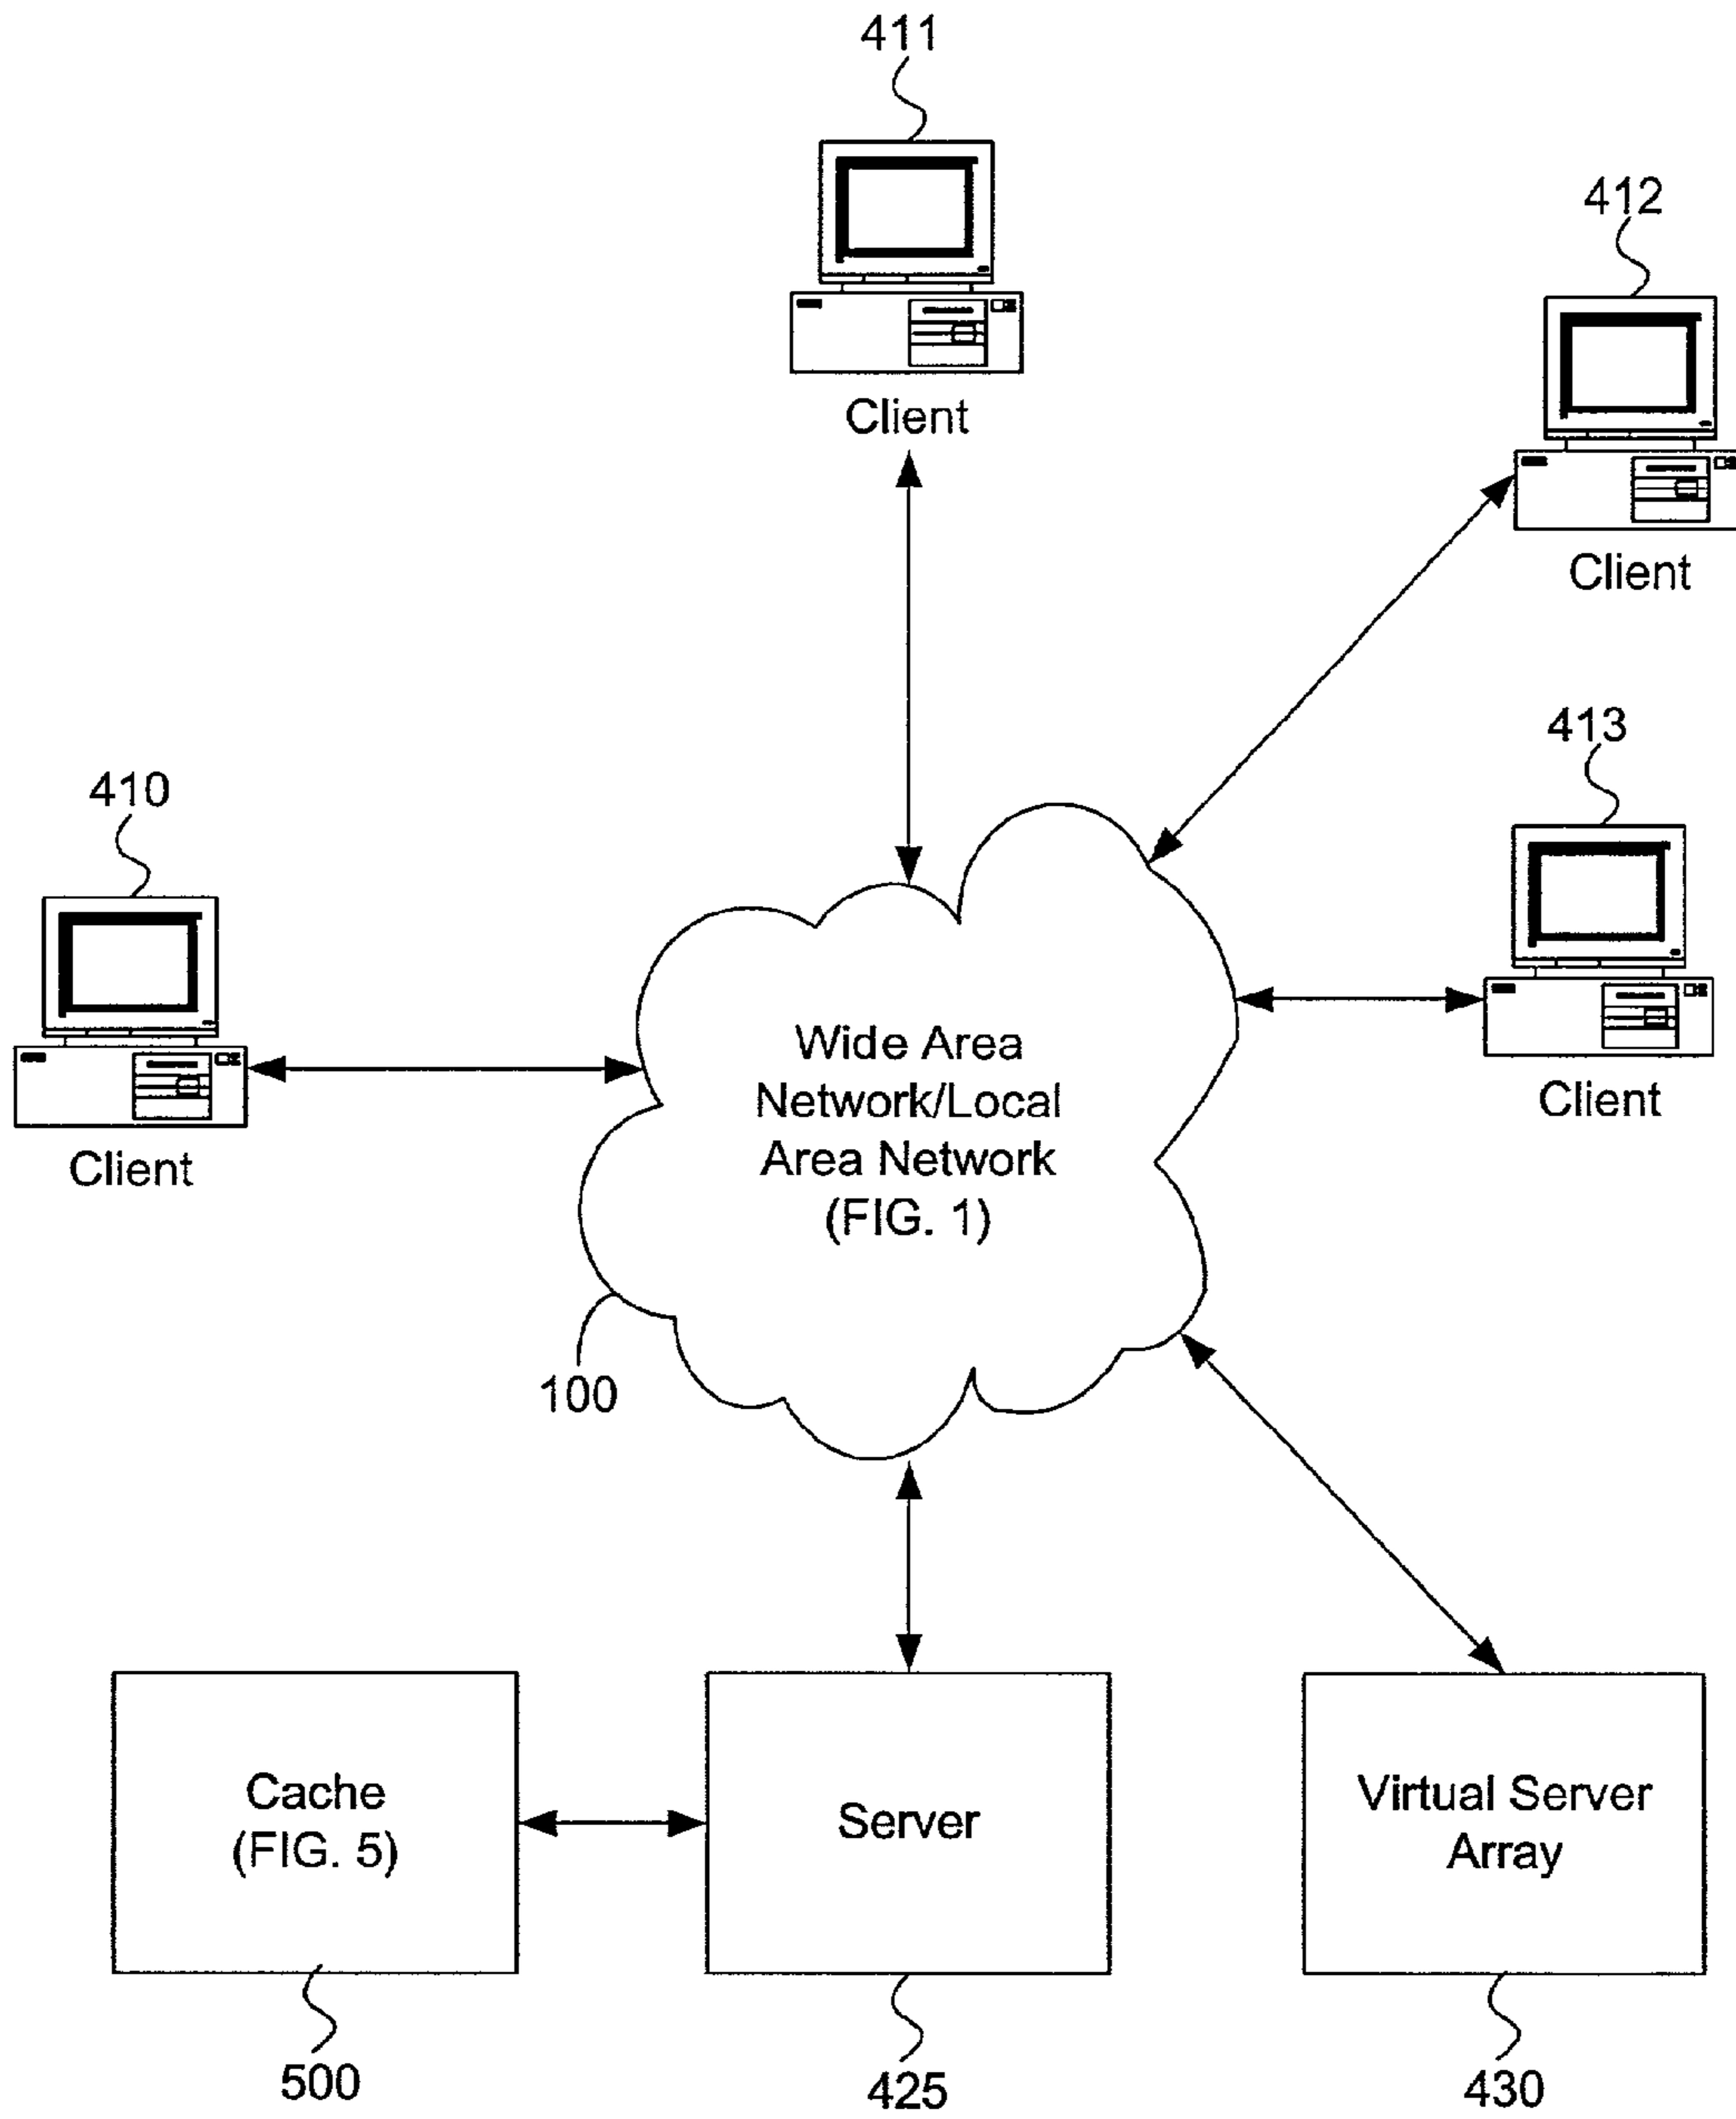 411
Client
412
Client
413
Client
410
Client
Wide Area
Network/Local
Area Network
(FIG. 1)
100
Cache
(FIG. 5)
500
Server
425
Virtual Server
Array
430